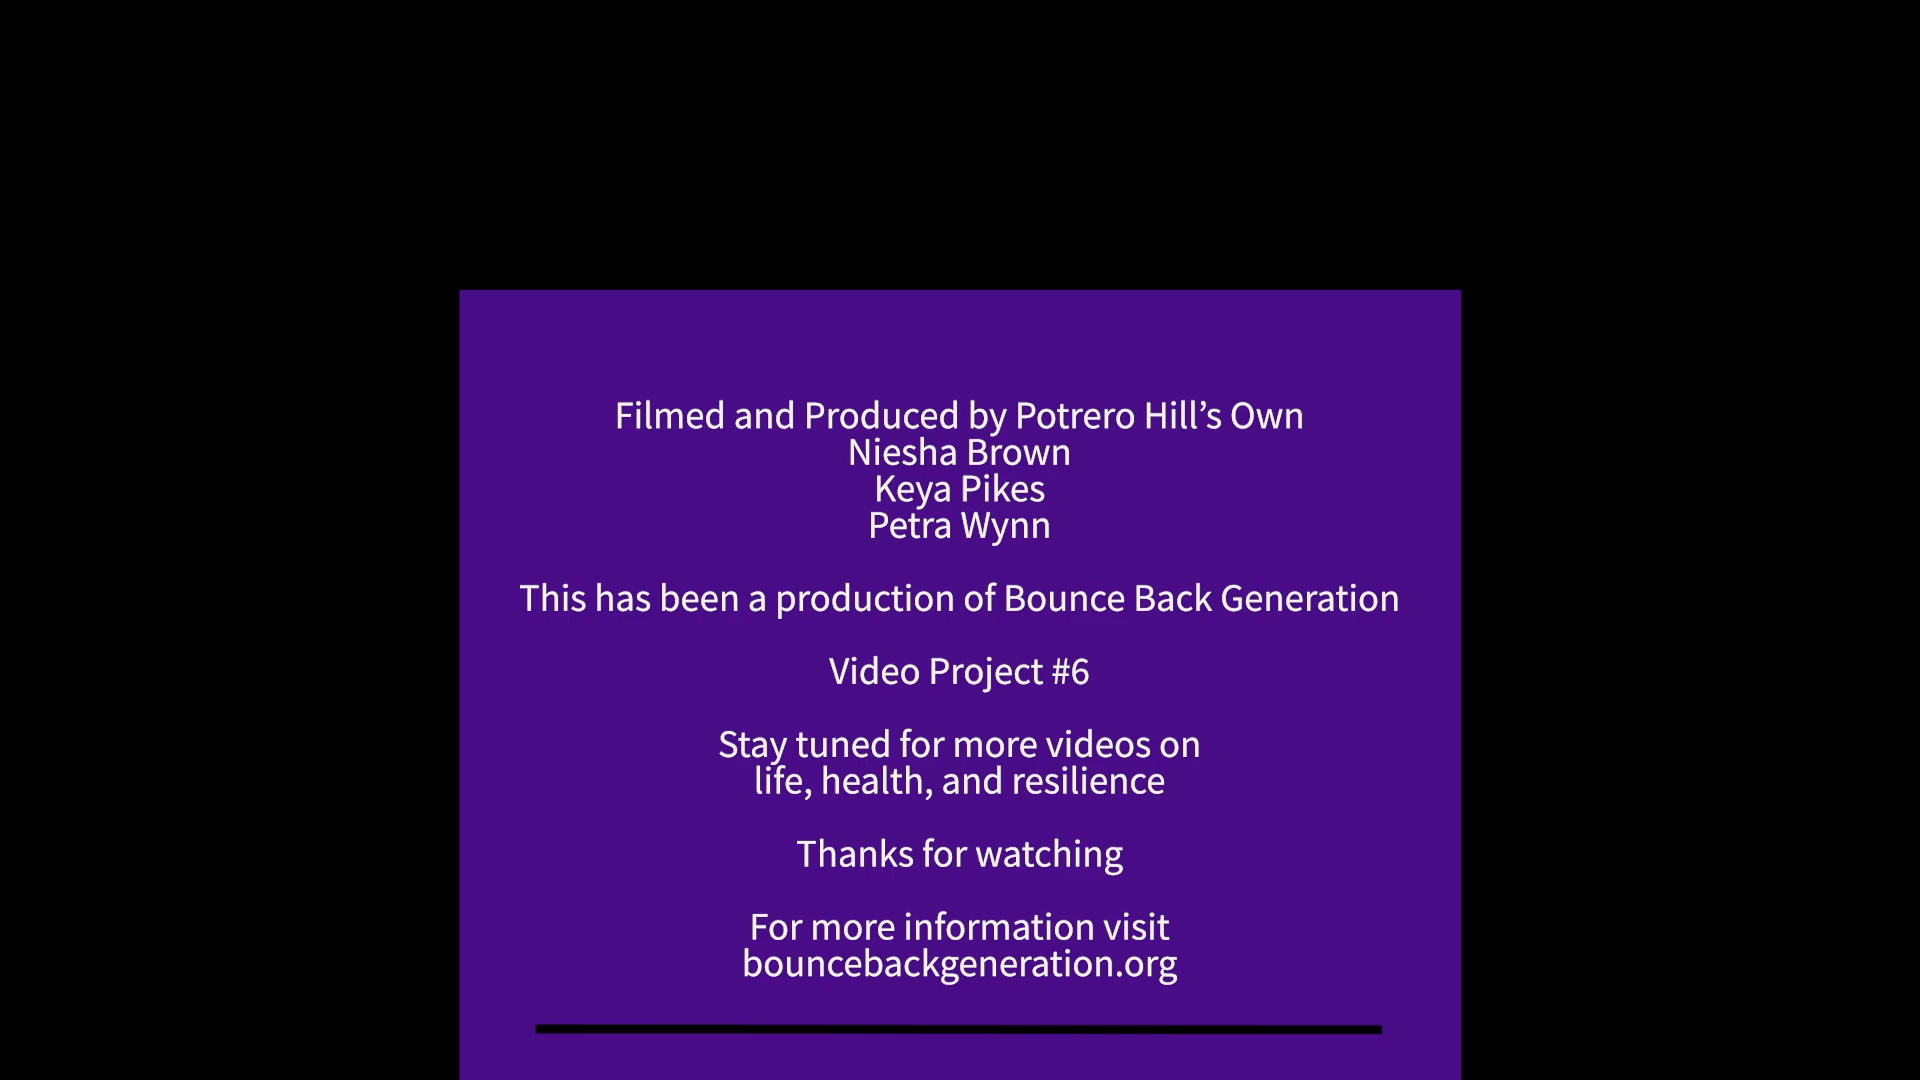 Filmed and Produced by Potrero Hill’s Own
Niesha Brown
Keya Pikes
Petra Wynn
This has been a production of Bounce Back Generation
Video Project #6
Stay tuned for more videos on
life, health, and resilience
Thanks for watching
For more information visit
bouncebackgeneration.org